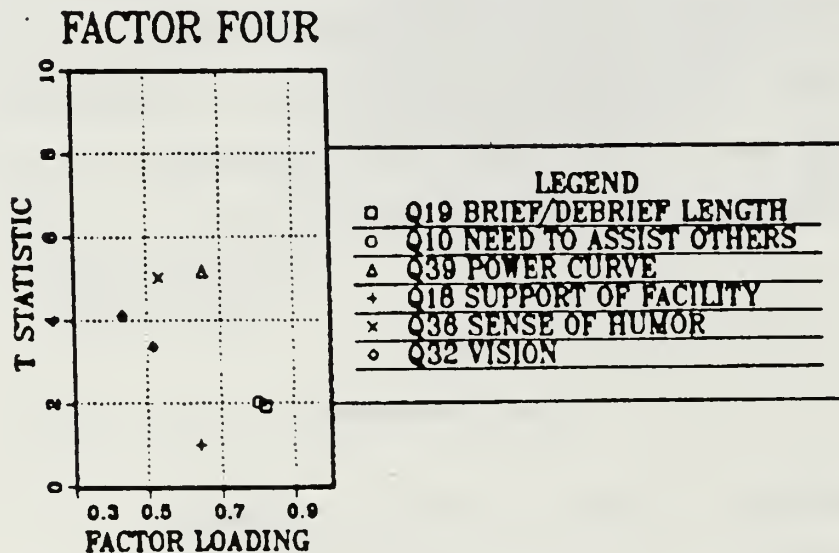 FACTOR FOUR
10
8
6
4
2
0
T STATISTIC
0.3 0.5 0.7 0.9
FACTOR LOADING
LEGEND
Q19 BRIEF/DEBRIEF LENGTH
Q10 NEED TO ASSIST OTHERS
Q39 POWER CURVE
Q18 SUPPORT OF FACILITY
Q38 SENSE OF HUMOR
Q32 VISION